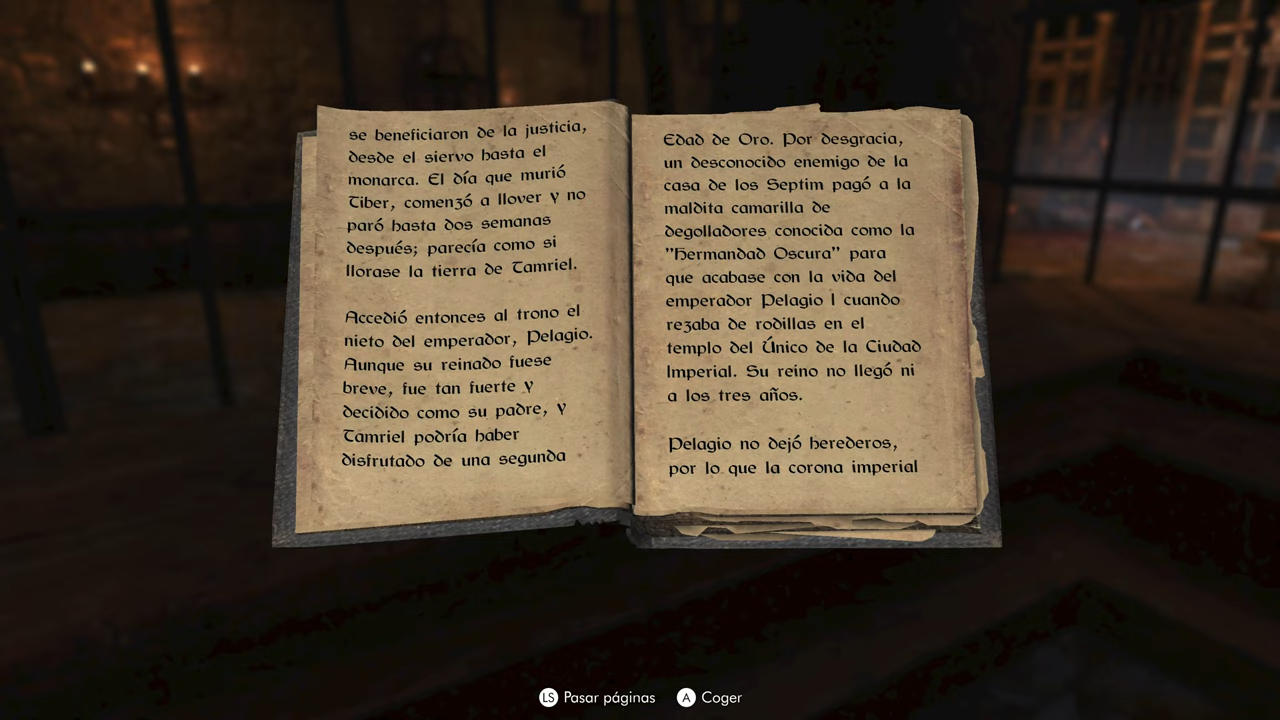 se beneficiaron de la justicia,
desde el siervo hasta el
monarca. El día que murió
Tiber, comenzó a llover y no
paró hasta dos semanas
después; parecía como si
llorase la tierra de Tamriel.
Accedió entonces al trono el
nieto del emperador, Pelagio.
Aunque su reinado fuese
breve, fue tan fuerte y
decidido como su padre, y
Tamriel podría haber
disfrutado de una segunda
Edad de Oro. Por desgracia,
un desconocido enemigo de la
casa de los Septim pagó a la
maldita camarilla de
degolladores conocida como la
"Hermandad Oscura" para
que acabase con la vida del
emperador Pelagio I cuando
rezaba de rodillas en el
templo del Único de la Ciudad
Imperial. Su reino no llegó ni
a los tres años.
Pelagio no dejó herederos,
por lo que la corona imperial
LS Pasar páginas A Coger